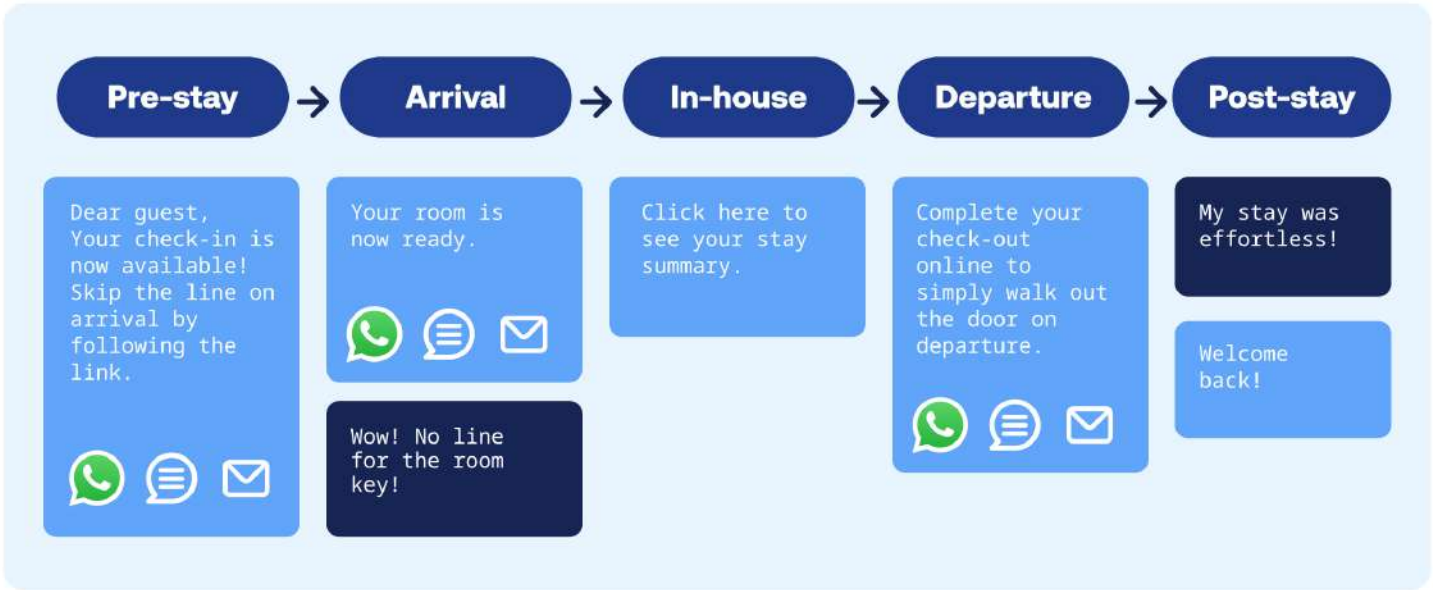 Pre-stay
Arrival
In-house
Departure
Post-stay
Dear guest,
Your check-in is
now available!
Skip the line on
arrival by
following the
link.
Your room is
now ready.
Wow! No line
for the room
key!
Click here to
see your stay
summary.
Complete your
check-out
online to
simply walk out
the door on
departure.
My stay was
effortless!
Welcome
back!